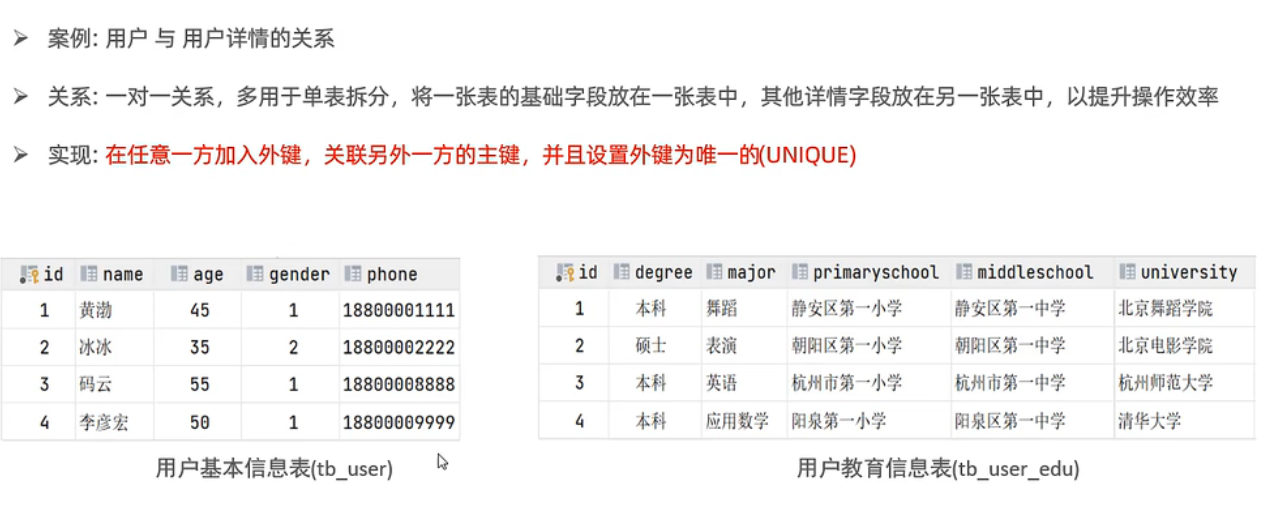 案例: 用户 与 用户详情的关系
关系: 一对一关系，多用于单表拆分，将一张表的基础字段放在一张表中，其他详情字段放在另一张表中，以提升操作效率
实现: 在任意一方加入外键，关联另外一方的主键，并且设置外键为唯一的(UNIQUE)
id name age gender phone
1 黄渤 45 1 18800001111
2 冰冰 35 2 18800002222
3 码云 55 1 18800008888
4 李彦宏 50 1 18800009999
用户基本信息表(tb_user)
id degree major primaryschool middleschool university
1 本科 舞蹈 静安区第一小学 静安区第一中学 北京舞蹈学院
2 硕士 表演 朝阳区第一小学 朝阳区第一中学 北京电影学院
3 本科 英语 杭州市第一小学 杭州市第一中学 杭州师范大学
4 本科 应用数学 阳泉第一小学 阳泉区第一中学 清华大学
用户教育信息表(tb_user_edu)